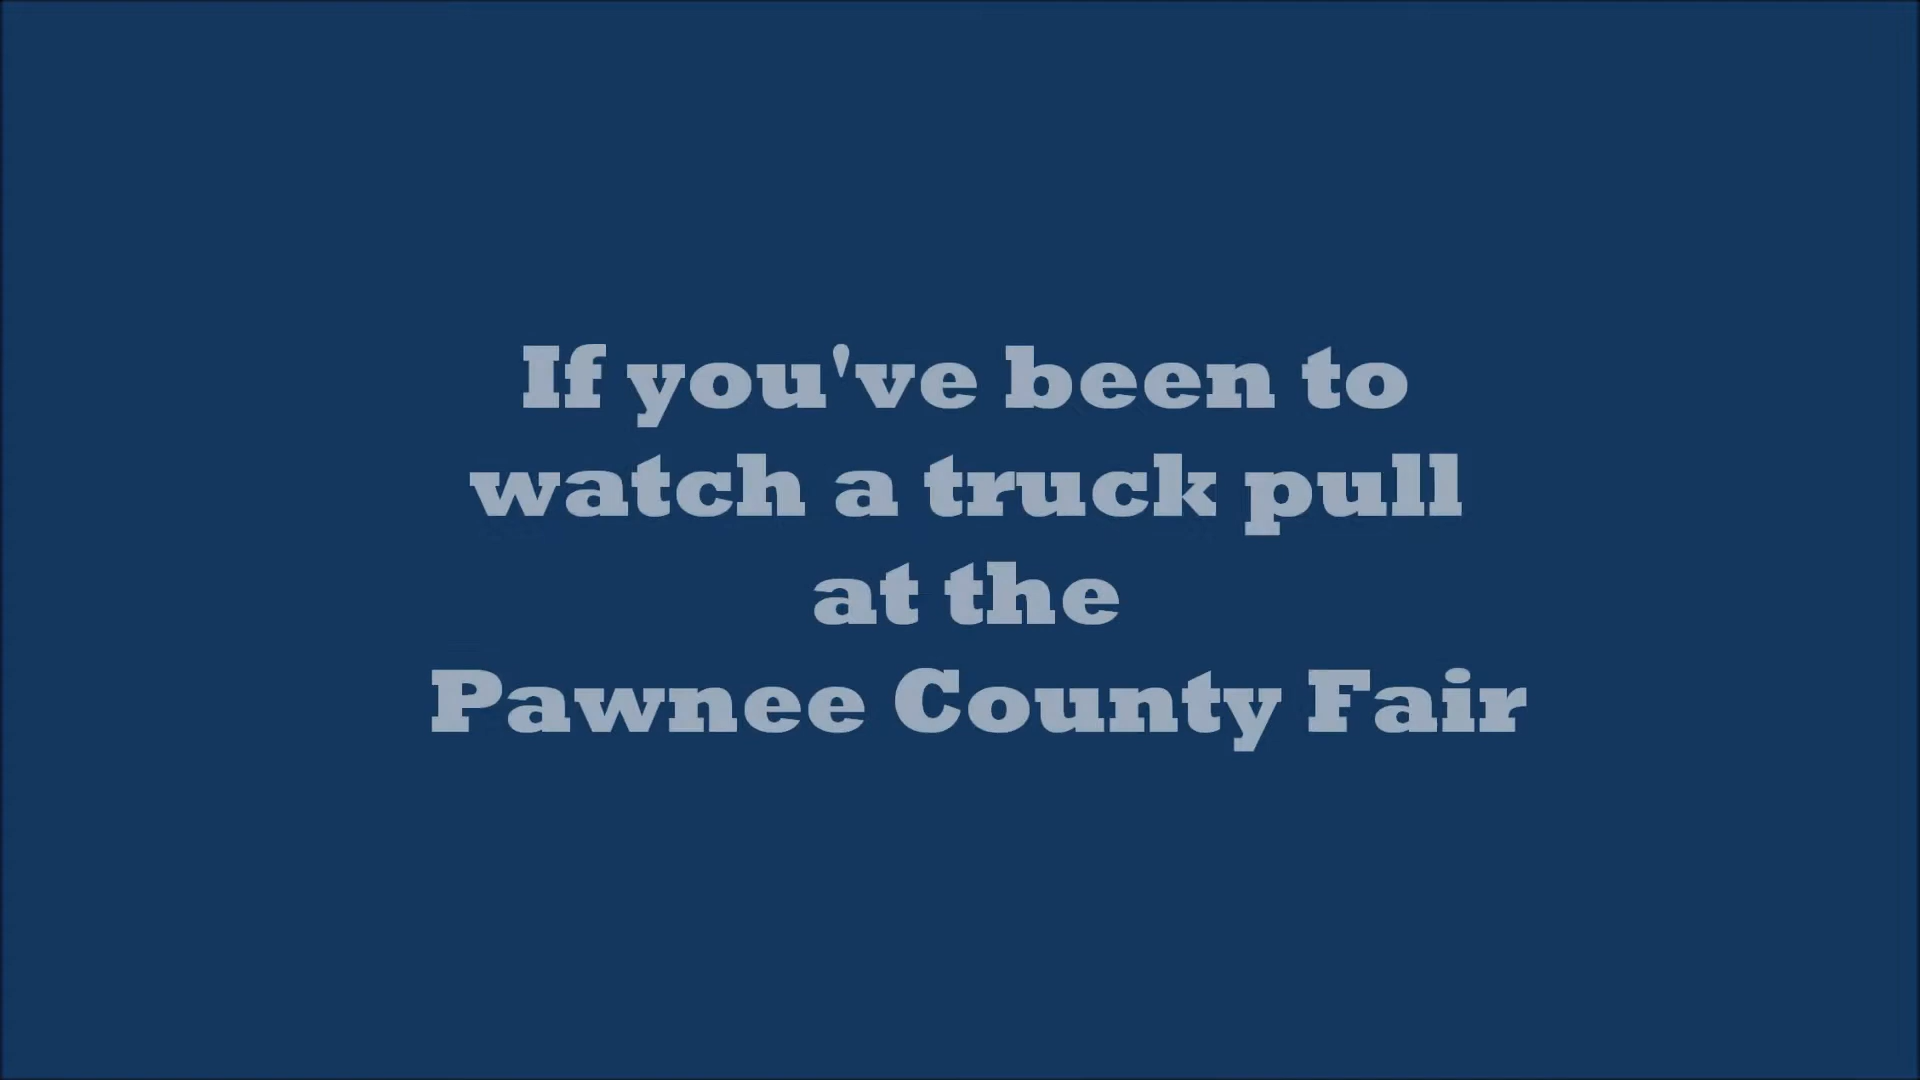 If you've been to
watch a truck pull
at the
Pawnee County Fair